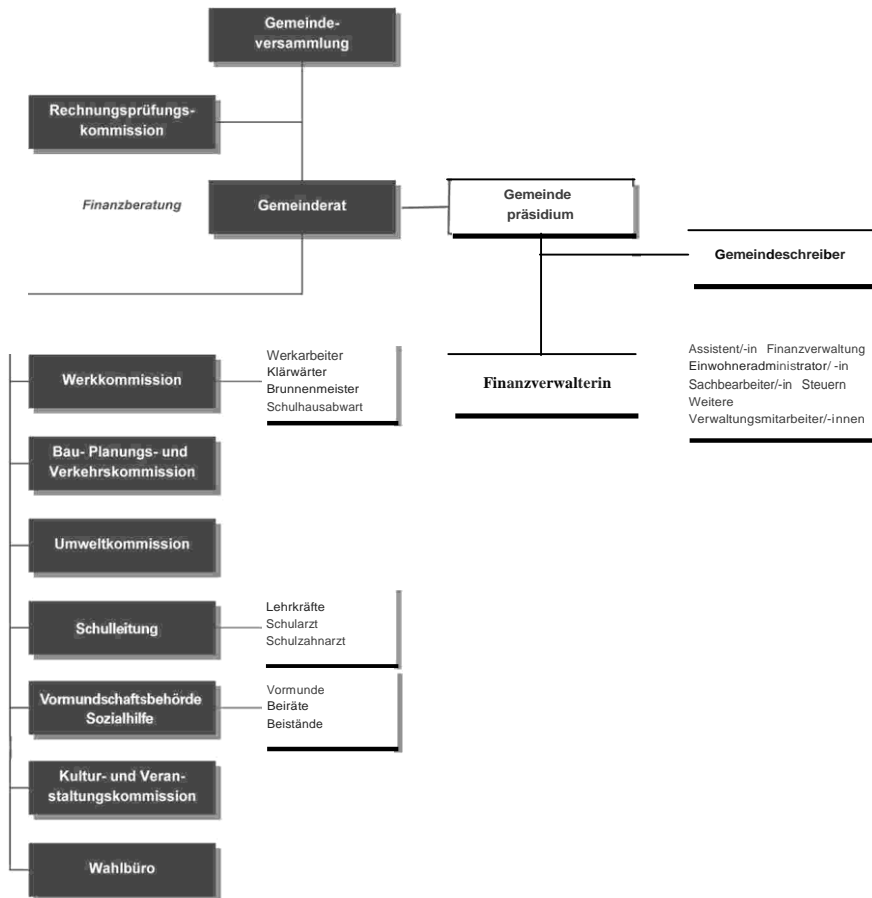 Gemeinde-
versammlung
Rechnungsprüfungs-
kommission
Finanzberatung
Gemeinderat
Gemeinde
präsidium
Gemeindeschreiber
Werkkommission
Werkarbeiter
Klärwärter
Brunnenmeister
Schulhausabwart
Finanzverwalterin
Assistent/-in Finanzverwaltung
Einwohneradministrator/ -in
Sachbearbeiter/-in Steuern
Weitere
Verwaltungsmitarbeiter/-innen
Bau- Planungs- und
Verkehrskommission
Umweltkommission
Schulleitung
Lehrkräfte
Schularzt
Schulzahnarzt
Vormundschaftsbehörde
Sozialhilfe
Vormunde
Beiräte
Beistände
Kultur- und Veran-
staltungskommission
Wahlbüro